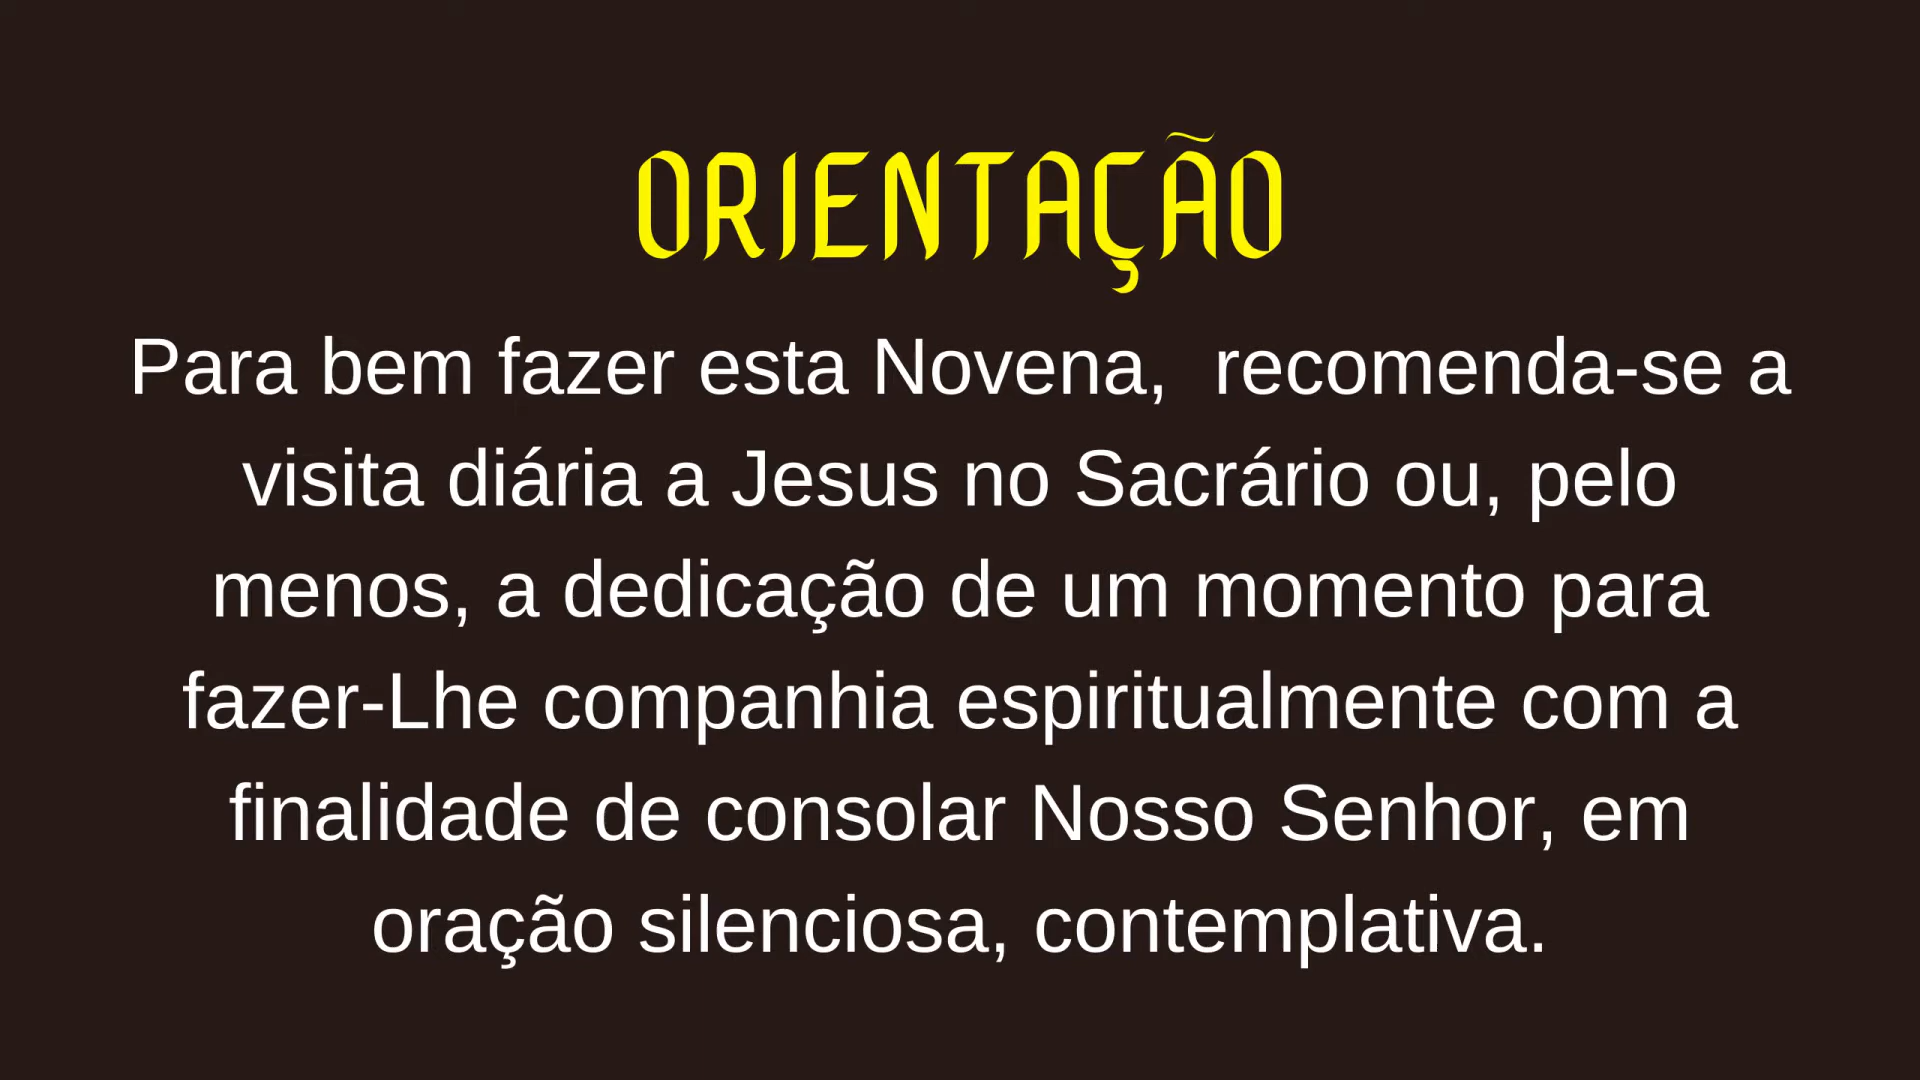 ORIENTAÇÃO
Para bem fazer esta Novena,  recomenda-se a
visita diária a Jesus no Sacrário ou, pelo
menos, a dedicação de um momento para
fazer-Lhe companhia espiritualmente com a
finalidade de consolar Nosso Senhor, em
oração silenciosa, contemplativa.